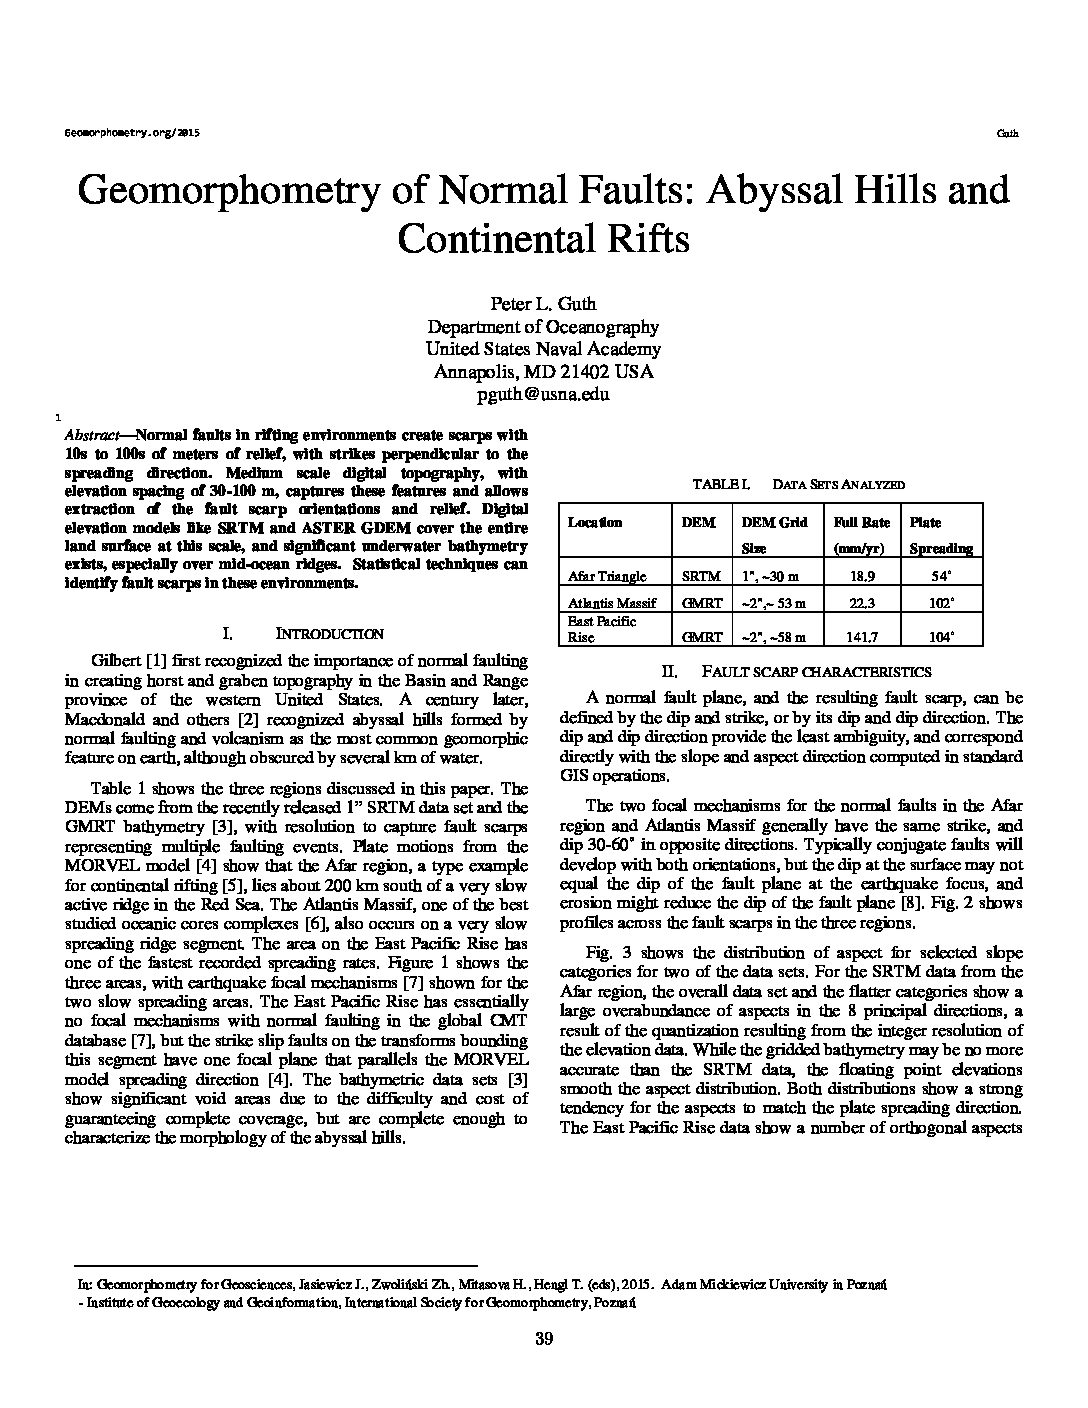 Geomorphometry.org/2015
Guth
Geomorphometry of Normal Faults: Abyssal Hills and
Continental Rifts
Peter L. Guth
Department of Oceanography
United States Naval Academy
Annapolis, MD 21402 USA
pguth@usna.edu
1
Abstract—Normal faults in rifting environments create scarps with
10s to 100s of meters of relief, with strikes perpendicular to the
spreading direction. Medium scale digital topography, with
elevation spacing of 30-100 m, captures these features and allows
extraction of the fault scarp orientations and relief. Digital
elevation models like SRTM and ASTER GDEM cover the entire
land surface at this scale, and significant underwater bathymetry
exists, especially over mid-ocean ridges. Statistical techniques can
identify fault scarps in these environments.
I. INTRODUCTION
Gilbert [1] first recognized the importance of normal faulting
in creating horst and graben topography in the Basin and Range
province of the western United States. A century later,
Macdonald and others [2] recognized abyssal hills formed by
normal faulting and volcanism as the most common geomorphic
feature on earth, although obscured by several km of water.
Table 1 shows the three regions discussed in this paper. The
DEMs come from the recently released 1” SRTM data set and the
GMRT bathymetry [3], with resolution to capture fault scarps
representing multiple faulting events. Plate motions from the
MORVEL model [4] show that the Afar region, a type example
for continental rifting [5], lies about 200 km south of a very slow
active ridge in the Red Sea. The Atlantis Massif, one of the best
studied oceanic cores complexes [6], also occurs on a very slow
spreading ridge segment. The area on the East Pacific Rise has
one of the fastest recorded spreading rates. Figure 1 shows the
three areas, with earthquake focal mechanisms [7] shown for the
two slow spreading areas. The East Pacific Rise has essentially
no focal mechanisms with normal faulting in the global CMT
database [7], but the strike slip faults on the transforms bounding
this segment have one focal plane that parallels the MORVEL
model spreading direction [4]. The bathymetric data sets [3]
show significant void areas due to the difficulty and cost of
guaranteeing complete coverage, but are complete enough to
characterize the morphology of the abyssal hills.
TABLE I. DATA SETS ANALYZED
Location DEM DEM Grid Full Rate Plate
Size (mm/yr) Spreading
Afar Triangle SRTM 1", ~30 m 18.9 54°
Atlantis Massif GMRT ~2",~ 53 m 22.3 102°
East Pacific
Rise GMRT ~2", ~58 m 141.7 104°
II. FAULT SCARP CHARACTERISTICS
A normal fault plane, and the resulting fault scarp, can be
defined by the dip and strike, or by its dip and dip direction. The
dip and dip direction provide the least ambiguity, and correspond
directly with the slope and aspect direction computed in standard
GIS operations.
The two focal mechanisms for the normal faults in the Afar
region and Atlantis Massif generally have the same strike, and
dip 30-60° in opposite directions. Typically conjugate faults will
develop with both orientations, but the dip at the surface may not
equal the dip of the fault plane at the earthquake focus, and
erosion might reduce the dip of the fault plane [8]. Fig. 2 shows
profiles across the fault scarps in the three regions.
Fig. 3 shows the distribution of aspect for selected slope
categories for two of the data sets. For the SRTM data from the
Afar region, the overall data set and the flatter categories show a
large overabundance of aspects in the 8 principal directions, a
result of the quantization resulting from the integer resolution of
the elevation data. While the gridded bathymetry may be no more
accurate than the SRTM data, the floating point elevations
smooth the aspect distribution. Both distributions show a strong
tendency for the aspects to match the plate spreading direction.
The East Pacific Rise data show a number of orthogonal aspects
In: Geomorphometry for Geosciences, Jasiewicz J., Zwoliński Zb., Mitasova H., Hengl T. (eds), 2015. Adam Mickiewicz University in Poznań
- Institute of Geoecology and Geoinformation, International Society for Geomorphometry, Poznań
39